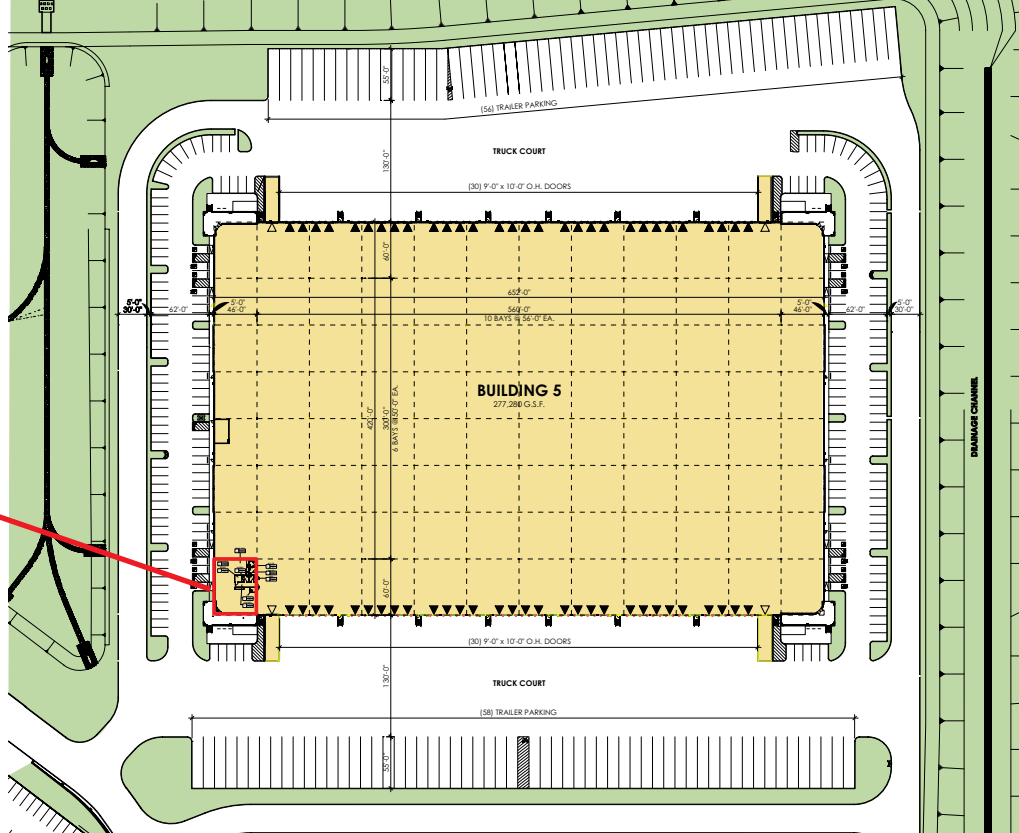 55'-0"
(56) TRAILER PARKING
130'-0"
TRUCK COURT
(30) 9'-0" x 10'-0" O.H. DOORS
60'-0"
652'-0"
5'-0"
30'-0"
62'-0"
5'-0"
46'-0"
560'-0"
10 BAYS @ 56'-0" EA.
5'-0"
46'-0"
62'-0"
5'-0"
30'-0"
BUILDING 5
277,280 G.S.F.
420'-0"
300'-0"
6 BAYS @ 50'-0" EA.
DRAINAGE CHANNEL
60'-0"
(30) 9'-0" x 10'-0" O.H. DOORS
130'-0"
TRUCK COURT
(58) TRAILER PARKING
55'-0"